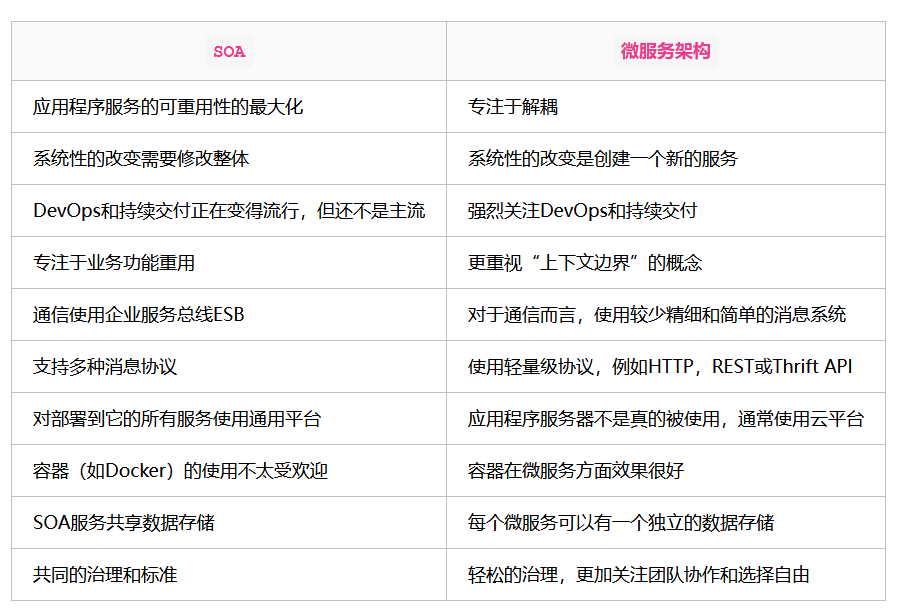 SOA 微服务架构
应用程序服务的可重用性的最大化 专注于解耦
系统性的改变需要修改整体 系统性的改变是创建一个新的服务
DevOps和持续交付正在变得流行，但还不是主流 强烈关注DevOps和持续交付
专注于业务功能重用 更重视“上下文边界”的概念
通信使用企业服务总线ESB 对于通信而言，使用较少精细和简单的消息系统
支持多种消息协议 使用轻量级协议，例如HTTP，REST或Thrift API
对部署到它的所有服务使用通用平台 应用程序服务器不是真的被使用，通常使用云平台
容器（如Docker）的使用不太受欢迎 容器在微服务方面效果很好
SOA服务共享数据存储 每个微服务可以有一个独立的数据存储
共同的治理和标准 轻松的治理，更加关注团队协作和选择自由